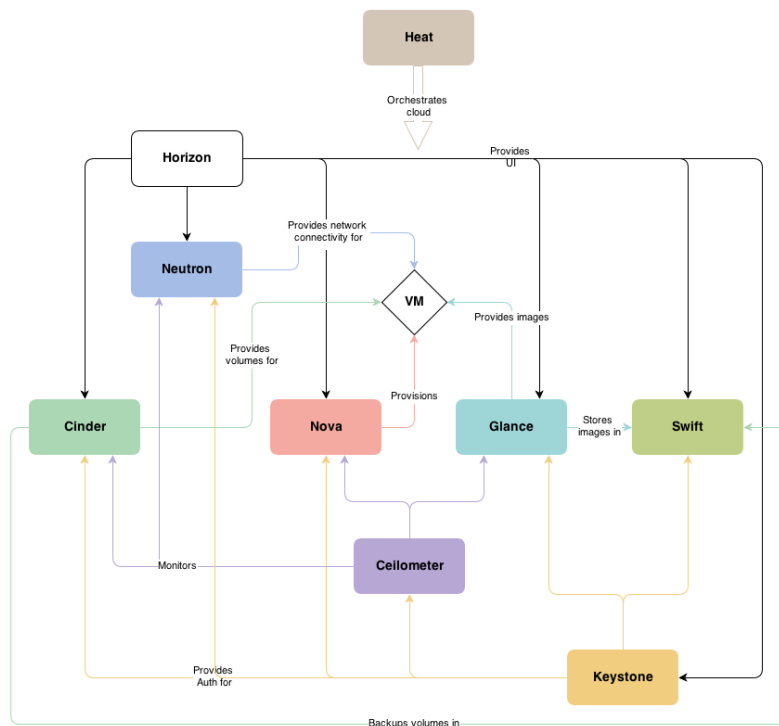 Heat
Orchestrates
cloud
Horizon
Provides
UI
Provides network
connectivity for
Neutron
VM
Provides images
Provides
volumes for
Provisions
Cinder
Nova
Glance
Stores
images in
Swift
Ceilometer
Monitors
Provides
Auth for
Keystone
Backups volumes in